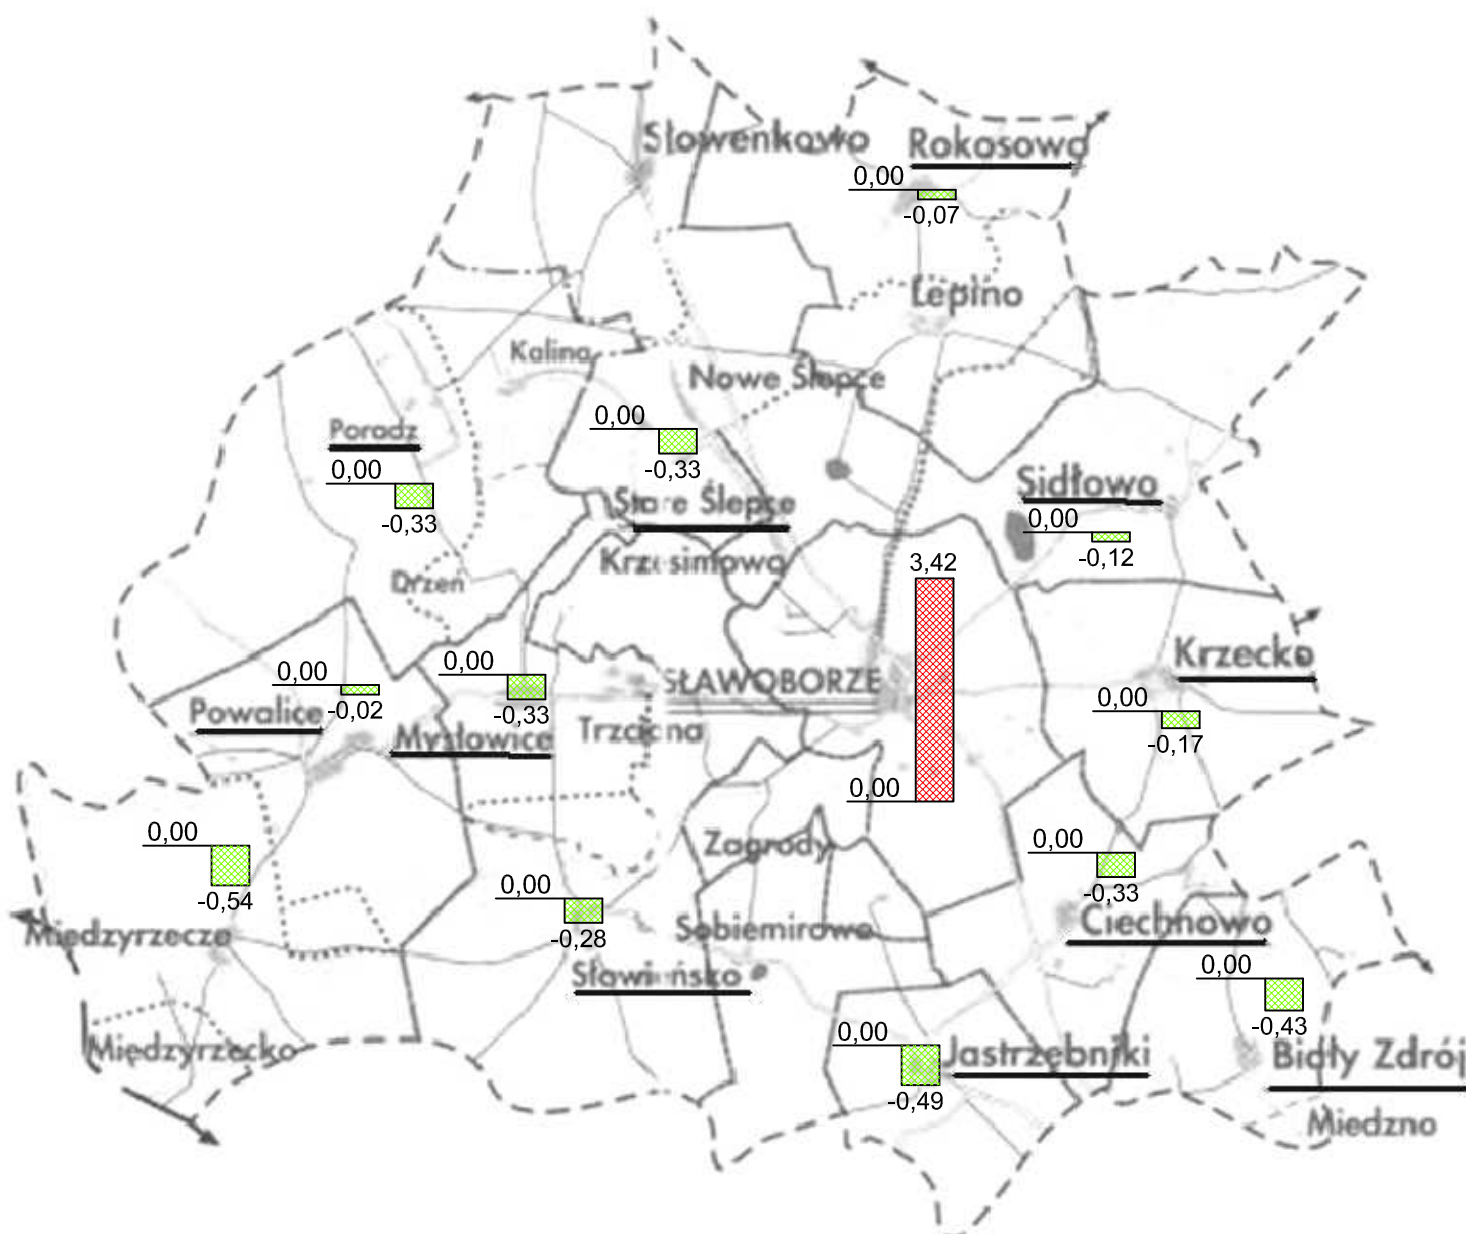 Słowenkowo
Rokosowo
0,00
-0,07
Lepino
Kalina
Nowe Ślepce
0,00
-0,33
Poradz
0,00
-0,33
Stare Ślepce
Sidłowo
0,00
-0,12
Krzesimowo
3,42
Drzeń
Krzecko
0,00
-0,33
0,00
-0,02
SŁAWOBORZE
Powalice
Mysłowice
Trzciana
0,00
-0,17
0,00
0,00
-0,54
Zagrody
0,00
-0,33
0,00
-0,28
Międzyrzecze
Sobiemirowo
Ciechnowo
Sławieńsko
0,00
-0,43
Międzyrzecko
0,00
-0,49
Jastrzębniki
Biały Zdrój
Miedzno